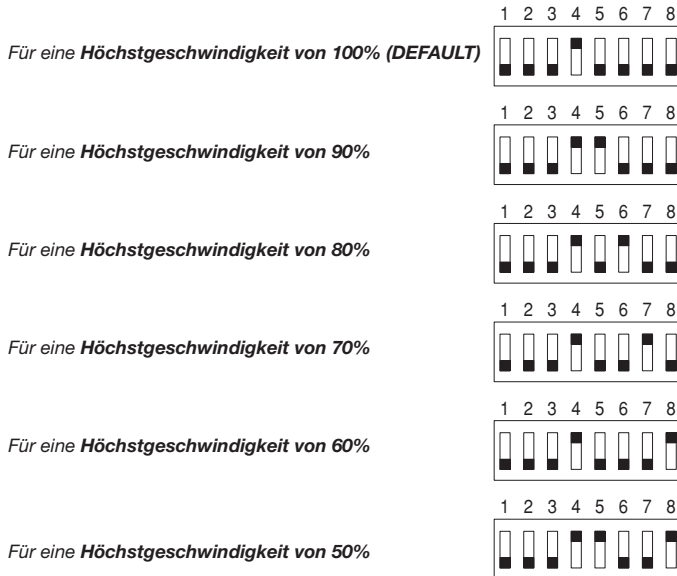 1 2 3 4 5 6 7 8
Für eine Höchstgeschwindigkeit von 100% (DEFAULT)
1 2 3 4 5 6 7 8
Für eine Höchstgeschwindigkeit von 90%
1 2 3 4 5 6 7 8
Für eine Höchstgeschwindigkeit von 80%
1 2 3 4 5 6 7 8
Für eine Höchstgeschwindigkeit von 70%
1 2 3 4 5 6 7 8
Für eine Höchstgeschwindigkeit von 60%
1 2 3 4 5 6 7 8
Für eine Höchstgeschwindigkeit von 50%